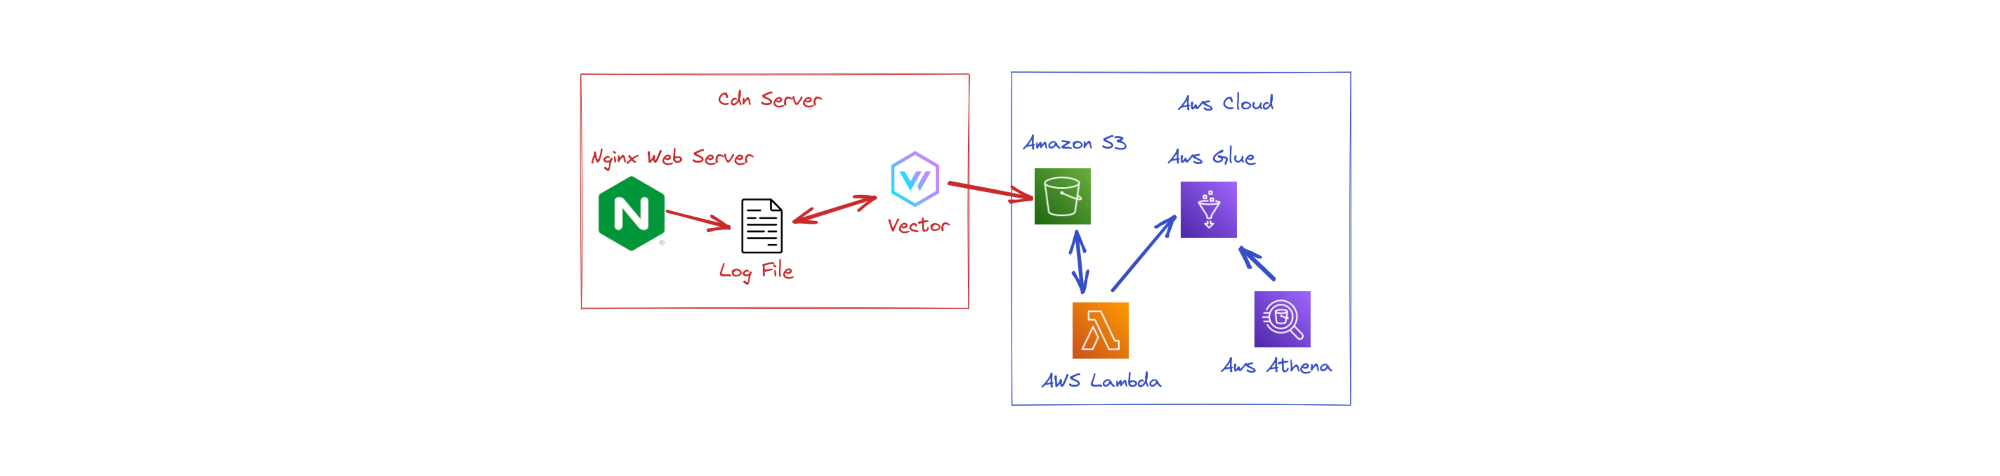 Cdn Server
Nginx Web Server
N
®
Log File
Vector
Aws Cloud
Amazon S3
Aws Glue
AWS Lambda
Aws Athena